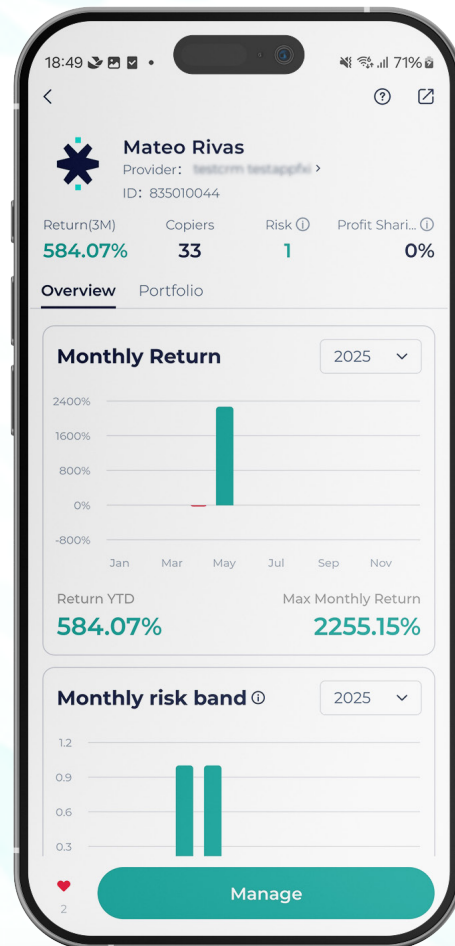 18:49 71%
Mateo Rivas
Provider:
ID: 835010044
Return(3M) Copiers Risk Profit Shari...
584.07% 33 1 0%
Overview Portfolio
Monthly Return 2025
2400%
1600%
800%
0%
-800%
Jan Mar May Jul Sep Nov
Return YTD Max Monthly Return
584.07% 2255.15%
Monthly risk band 2025
1.2
0.9
0.6
0.3
2
Manage